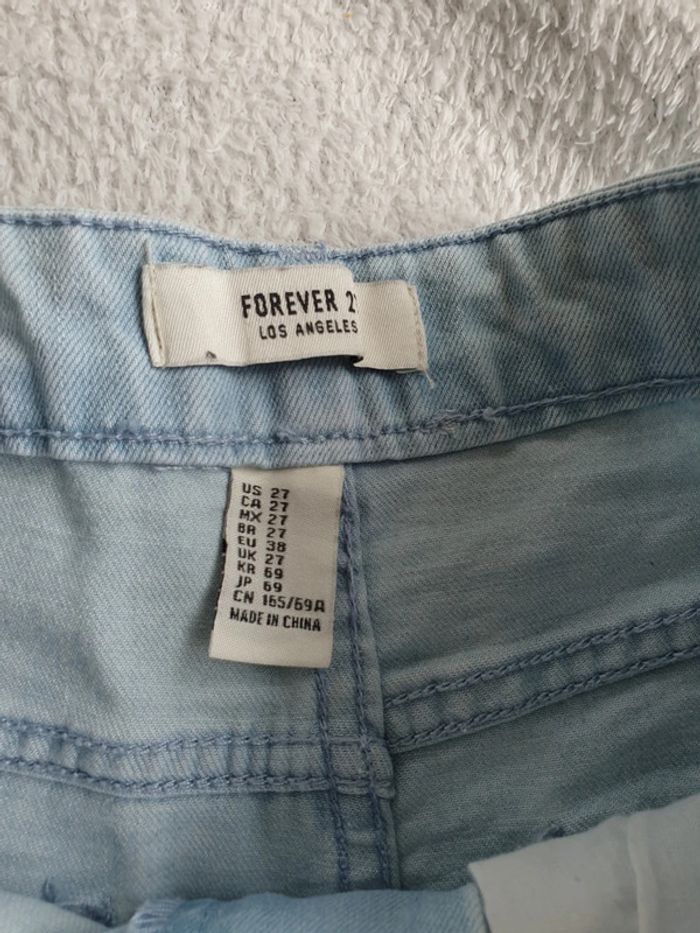 FOREVER 2
LOS ANGELES
US 27
CA 27
MX 27
BR 27
EU 38
UK 27
KR 69
JP 69
CN 165/69A
MADE IN CHINA